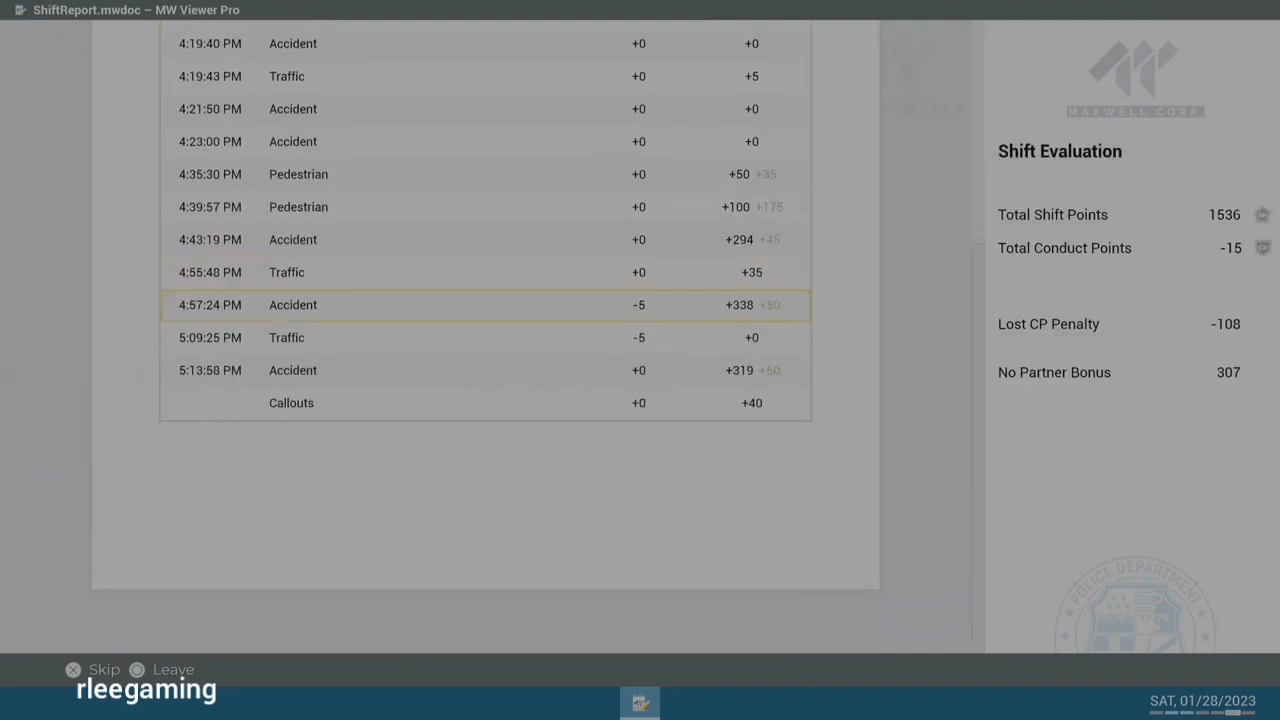 ShiftReport.mwdoc – MW Viewer Pro
4:19:40 PM Accident +0 +0
4:19:43 PM Traffic +0 +5
4:21:50 PM Accident +0 +0
4:23:00 PM Accident +0 +0
4:35:30 PM Pedestrian +0 +50 +35
4:39:57 PM Pedestrian +0 +100 +175
4:43:19 PM Accident +0 +294 +45
4:55:48 PM Traffic +0 +35
4:57:24 PM Accident -5 +338 +50
5:09:25 PM Traffic -5 +0
5:13:58 PM Accident +0 +319 +50
Callouts +0 +40
MAXWELL CORP.
Shift Evaluation
Total Shift Points 1536
Total Conduct Points -15
Lost CP Penalty -108
No Partner Bonus 307
POLICE DEPARTMENT
1776
Skip Leave
rleegaming
SAT, 01/28/2023